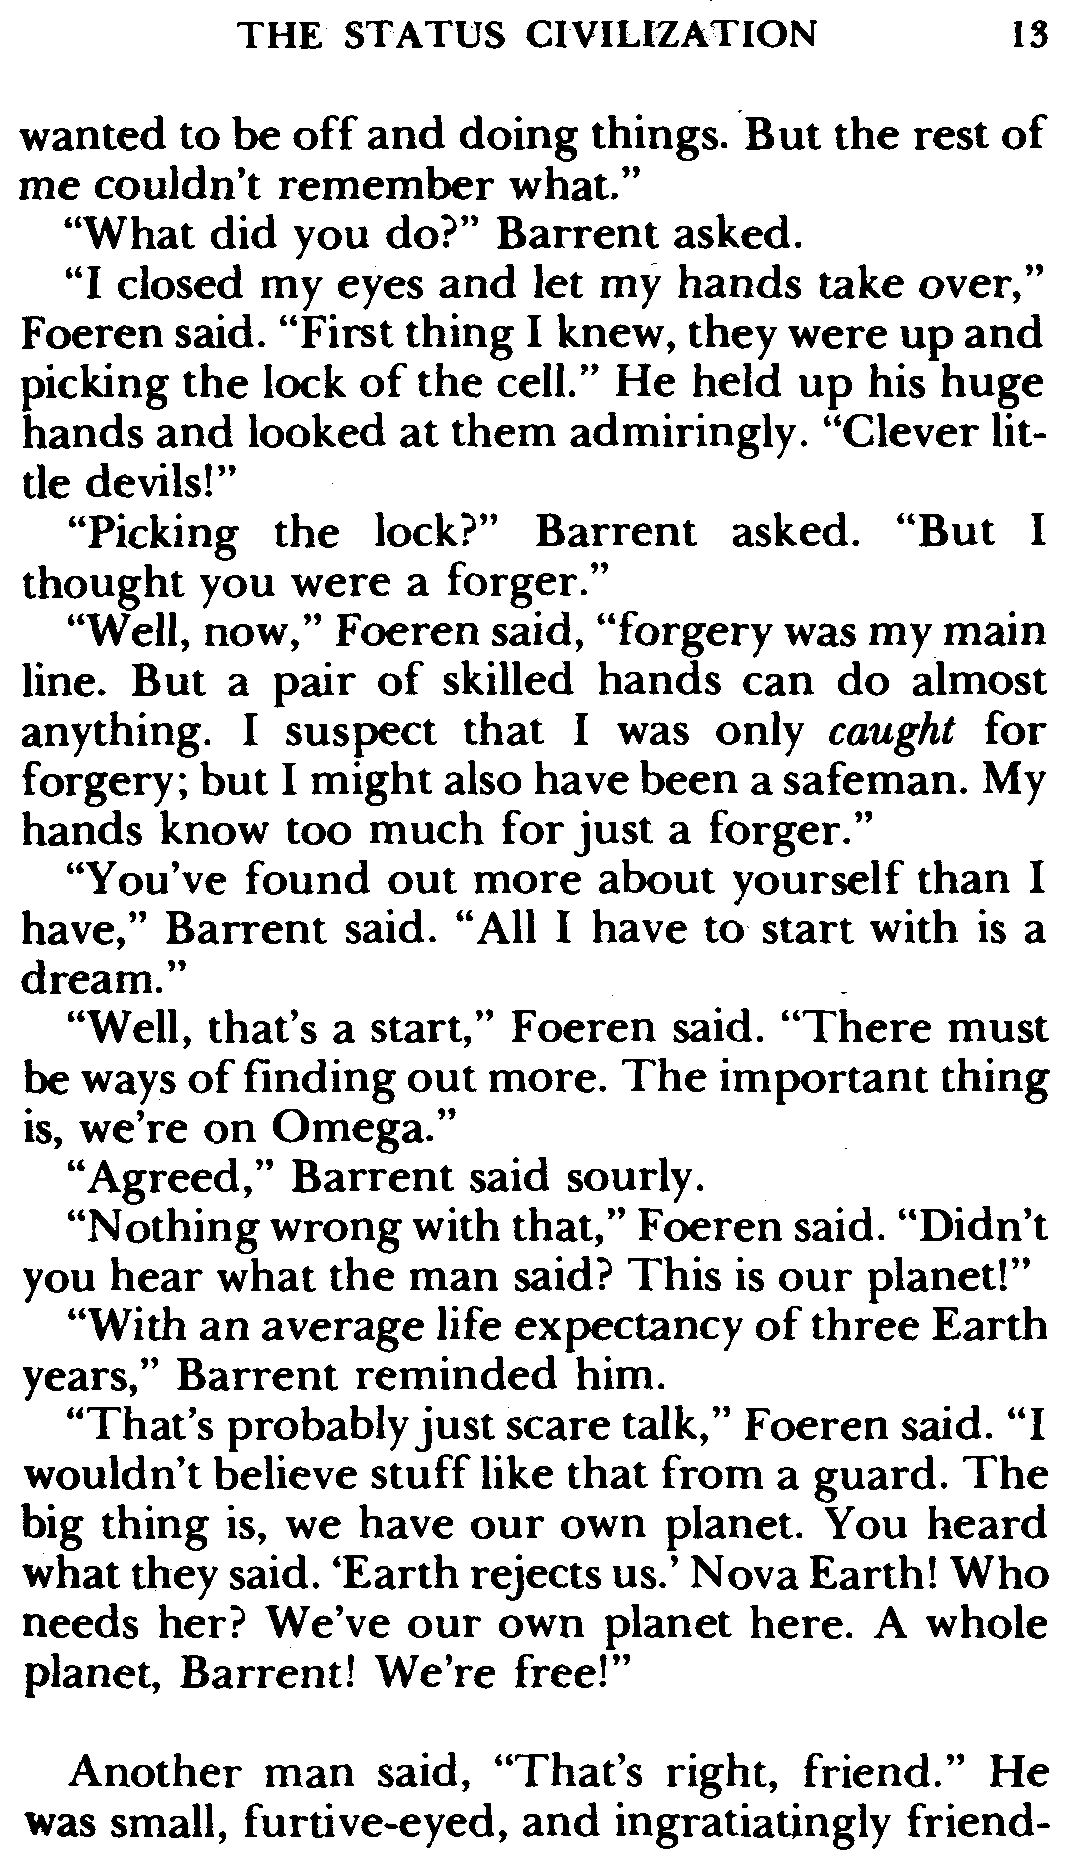 THE STATUS CIVILIZATION 13
wanted to be off and doing things. But the rest of
me couldn't remember what."
"What did you do?" Barrent asked.
"I closed my eyes and let my hands take over,"
Foeren said. "First thing I knew, they were up and
picking the lock of the cell." He held up his huge
hands and looked at them admiringly. "Clever lit-
tle devils!"
"Picking the lock?" Barrent asked. "But I
thought you were a forger."
"Well, now," Foeren said, "forgery was my main
line. But a pair of skilled hands can do almost
anything. I suspect that I was only caught for
forgery; but I might also have been a safeman. My
hands know too much for just a forger."
"You've found out more about yourself than I
have," Barrent said. "All I have to start with is a
dream."
"Well, that's a start," Foeren said. "There must
be ways of finding out more. The important thing
is, we're on Omega."
"Agreed," Barrent said sourly.
"Nothing wrong with that," Foeren said. "Didn't
you hear what the man said? This is our planet!"
"With an average life expectancy of three Earth
years," Barrent reminded him.
"That's probably just scare talk," Foeren said. "I
wouldn't believe stuff like that from a guard. The
big thing is, we have our own planet. You heard
what they said. 'Earth rejects us.' Nova Earth! Who
needs her? We've our own planet here. A whole
planet, Barrent! We're free!"
Another man said, "That's right, friend." He
was small, furtive-eyed, and ingratiatingly friend-